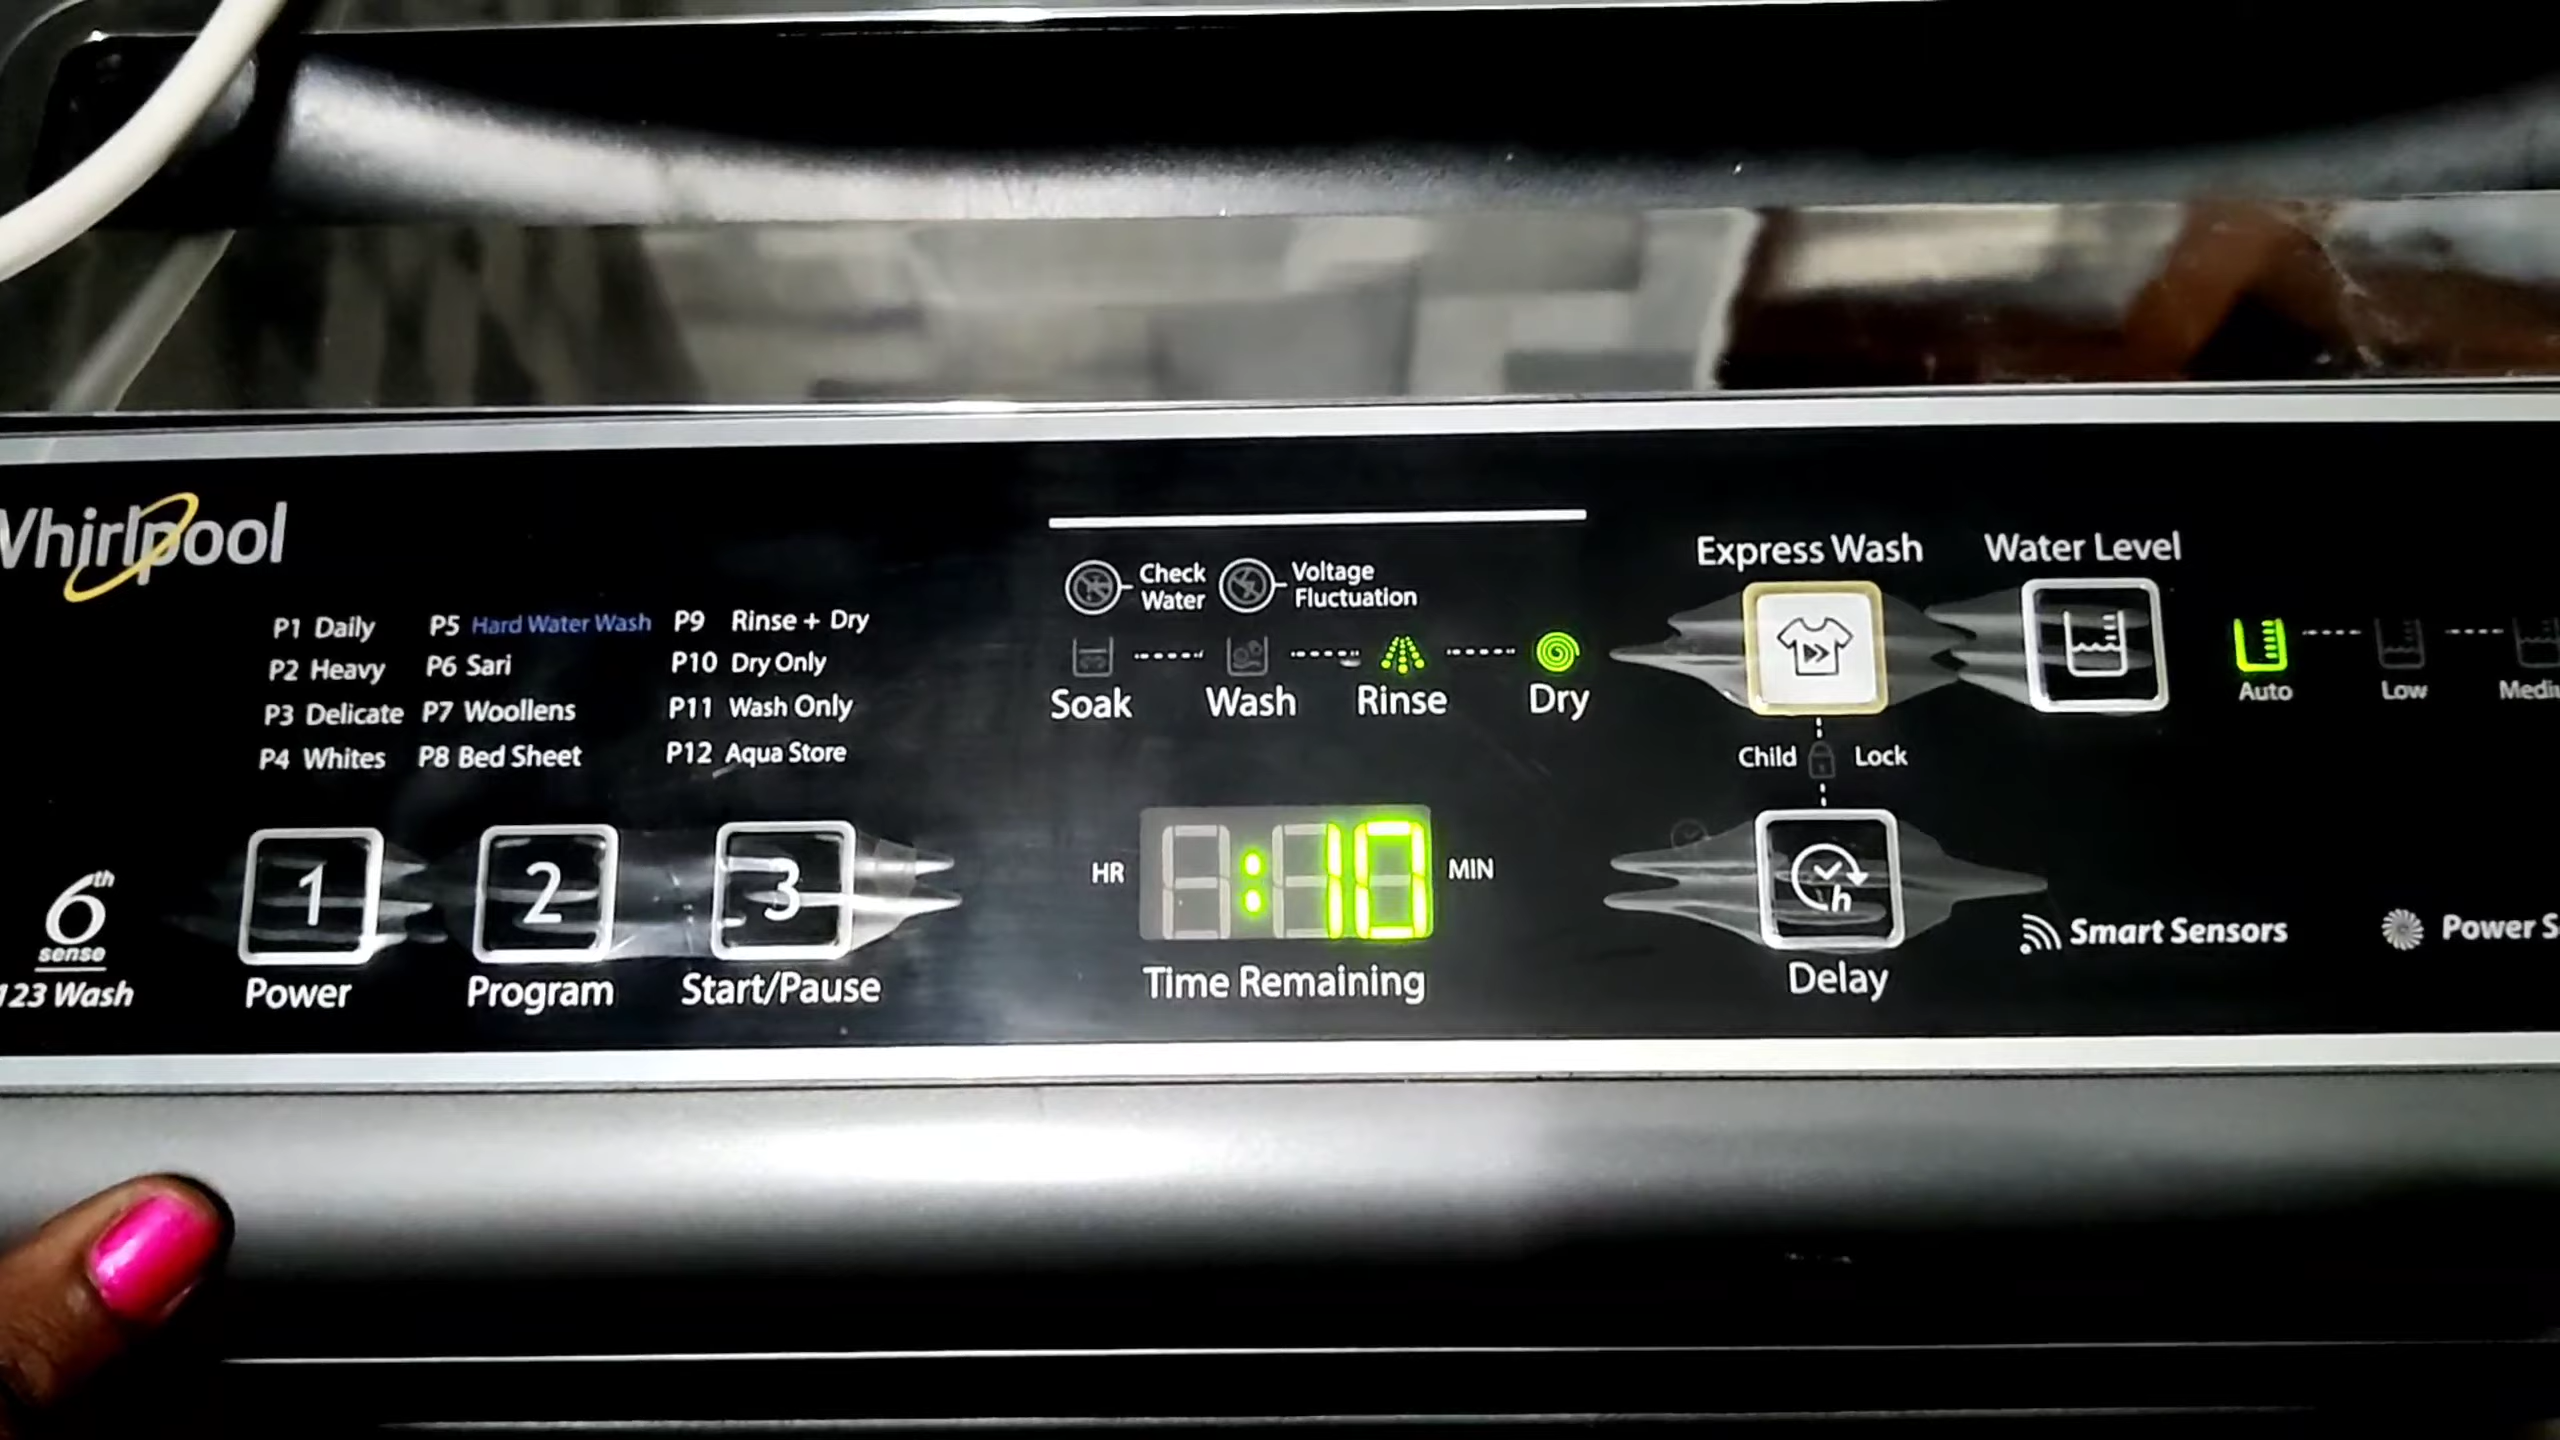 Whirlpool
P1 Daily
P2 Heavy
P3 Delicate
P4 Whites
P5 Hard Water Wash
P6 Sari
P7 Woollens
P8 Bed Sheet
P9 Rinse + Dry
P10 Dry Only
P11 Wash Only
P12 Aqua Store
Check Water
Voltage Fluctuation
Soak Wash Rinse Dry
Express Wash
Water Level
Auto Low
Child Lock
6th sense
123 Wash
1 Power
2 Program
3 Start/Pause
HR :10 MIN
Time Remaining
h
Delay
Smart Sensors
Power